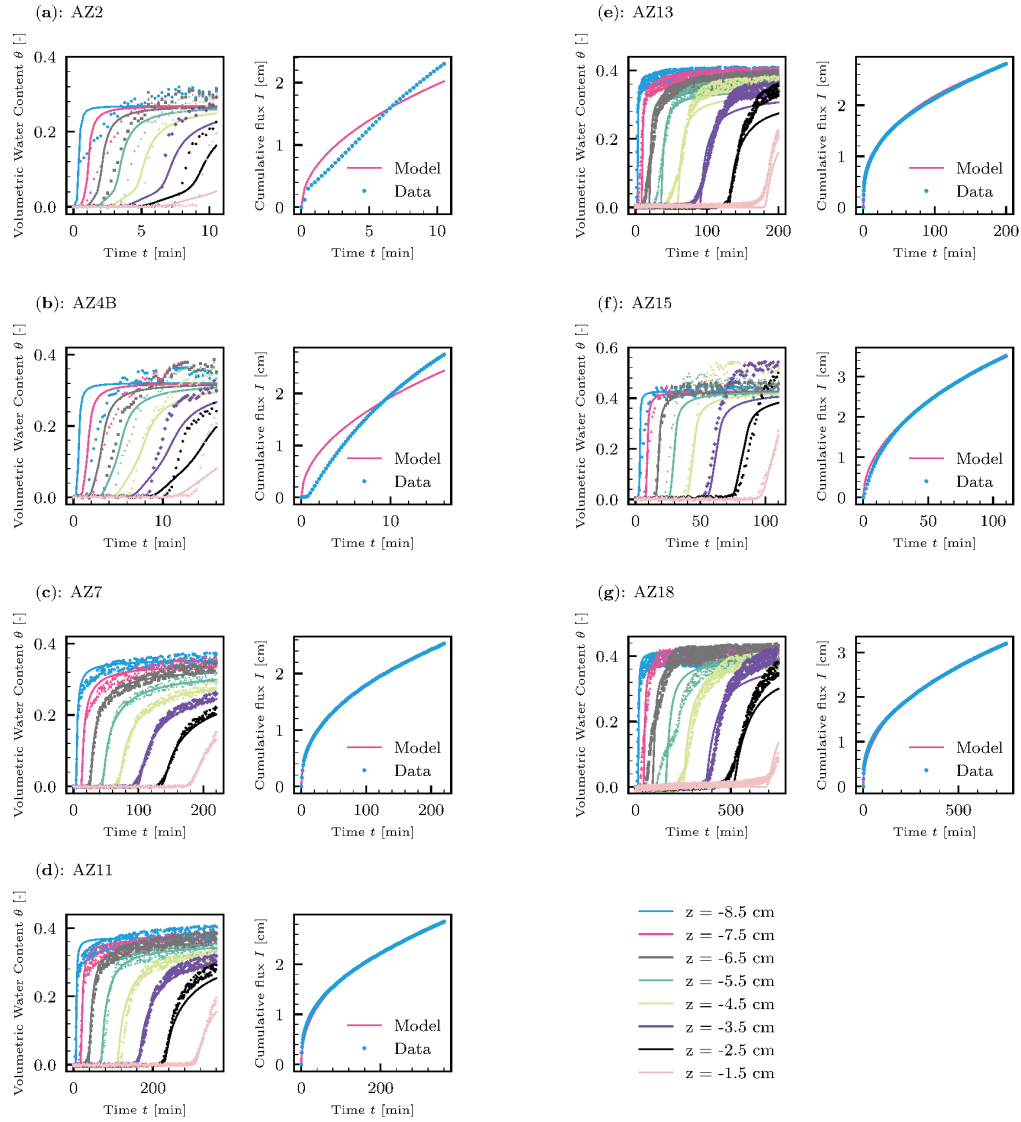 (a): AZ2
Volumetric Water Content θ [-]
0.4
0.2
0.0
0
5
10
Time t [min]
Cumulative flux I [cm]
2
1
0
Model
Data
0
5
10
Time t [min]
(e): AZ13
Volumetric Water Content θ [-]
0.4
0.2
0.0
0
100
200
Time t [min]
Cumulative flux I [cm]
2
1
0
Model
Data
0
100
200
Time t [min]
(b): AZ4B
Volumetric Water Content θ [-]
0.4
0.2
0.0
0
10
Time t [min]
Cumulative flux I [cm]
2
1
0
Model
Data
0
10
Time t [min]
(f): AZ15
Volumetric Water Content θ [-]
0.6
0.4
0.2
0.0
0
50
100
Time t [min]
Cumulative flux I [cm]
3
2
1
0
Model
Data
0
50
100
Time t [min]
(c): AZ7
Volumetric Water Content θ [-]
0.4
0.2
0.0
0
100
200
Time t [min]
Cumulative flux I [cm]
2
1
0
Model
Data
0
100
200
Time t [min]
(g): AZ18
Volumetric Water Content θ [-]
0.4
0.2
0.0
500
Time t [min]
Cumulative flux I [cm]
3
2
1
0
Model
Data
0
500
Time t [min]
(d): AZ11
Volumetric Water Content θ [-]
0.4
0.2
0.0
0
200
Time t [min]
Cumulative flux I [cm]
2
1
0
Model
Data
200
Time t [min]
z = -8.5 cm
z = -7.5 cm
z = -6.5 cm
z = -5.5 cm
z = -4.5 cm
z = -3.5 cm
z = -2.5 cm
z = -1.5 cm